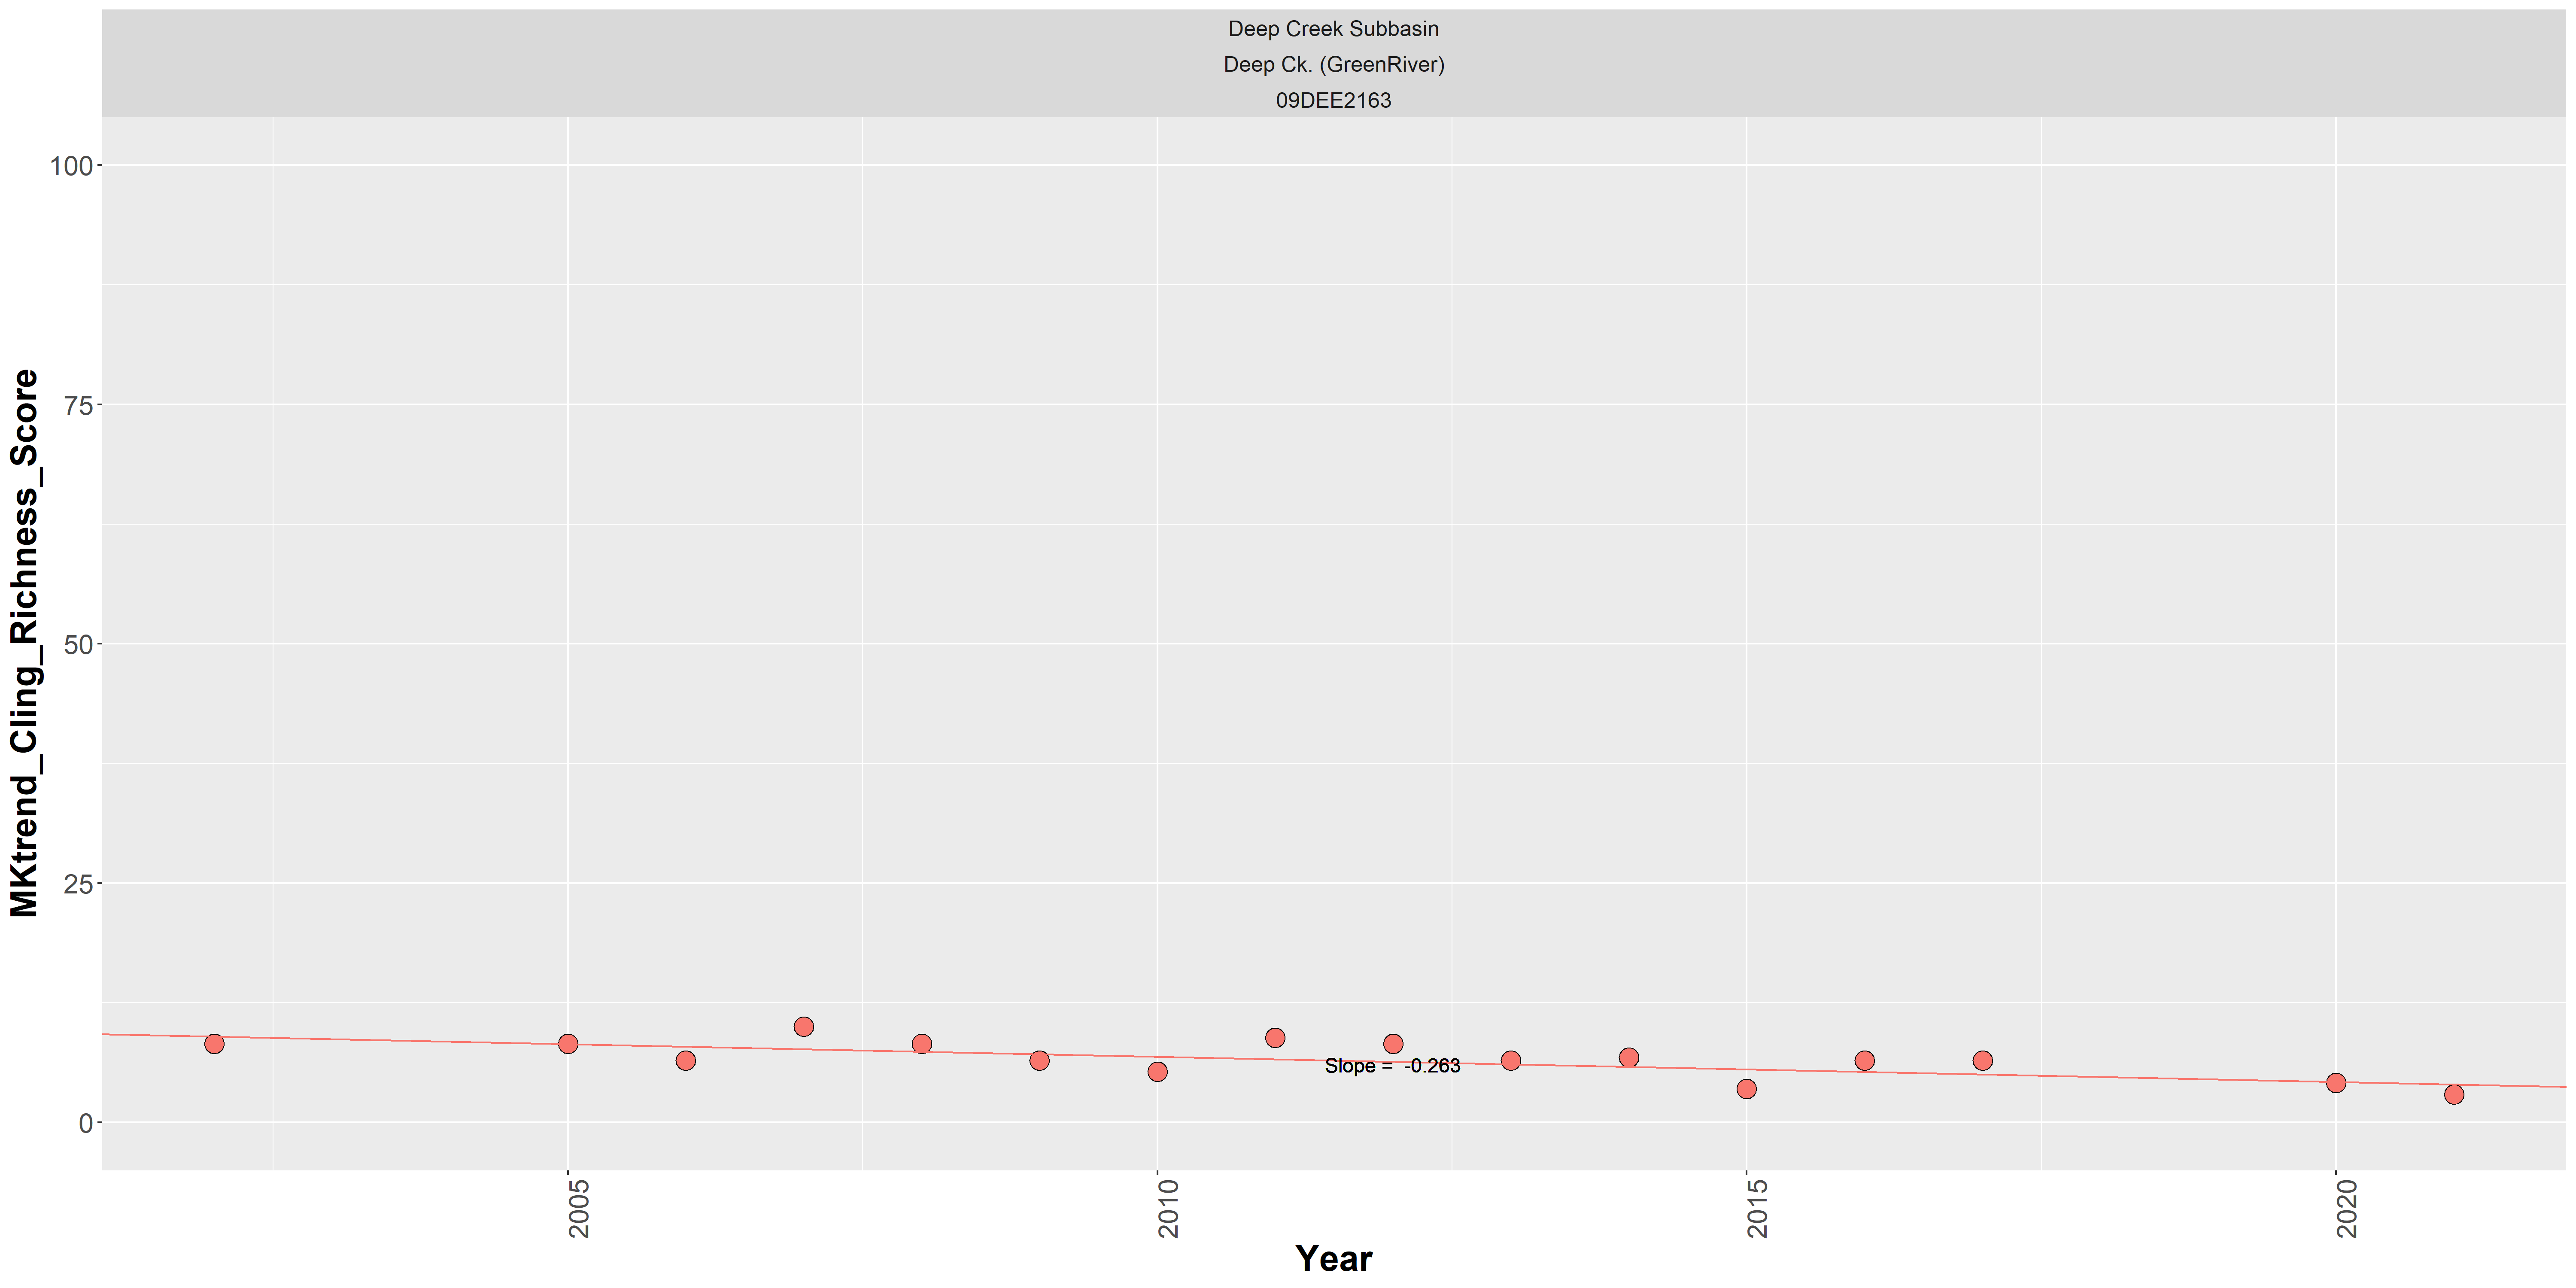 Deep Creek Subbasin
Deep Ck. (GreenRiver)
09DEE2163
MKtrend_Cling_Richness_Score
100
75
50
25
0
Slope =  -0.263
2005
2010
2015
2020
Year